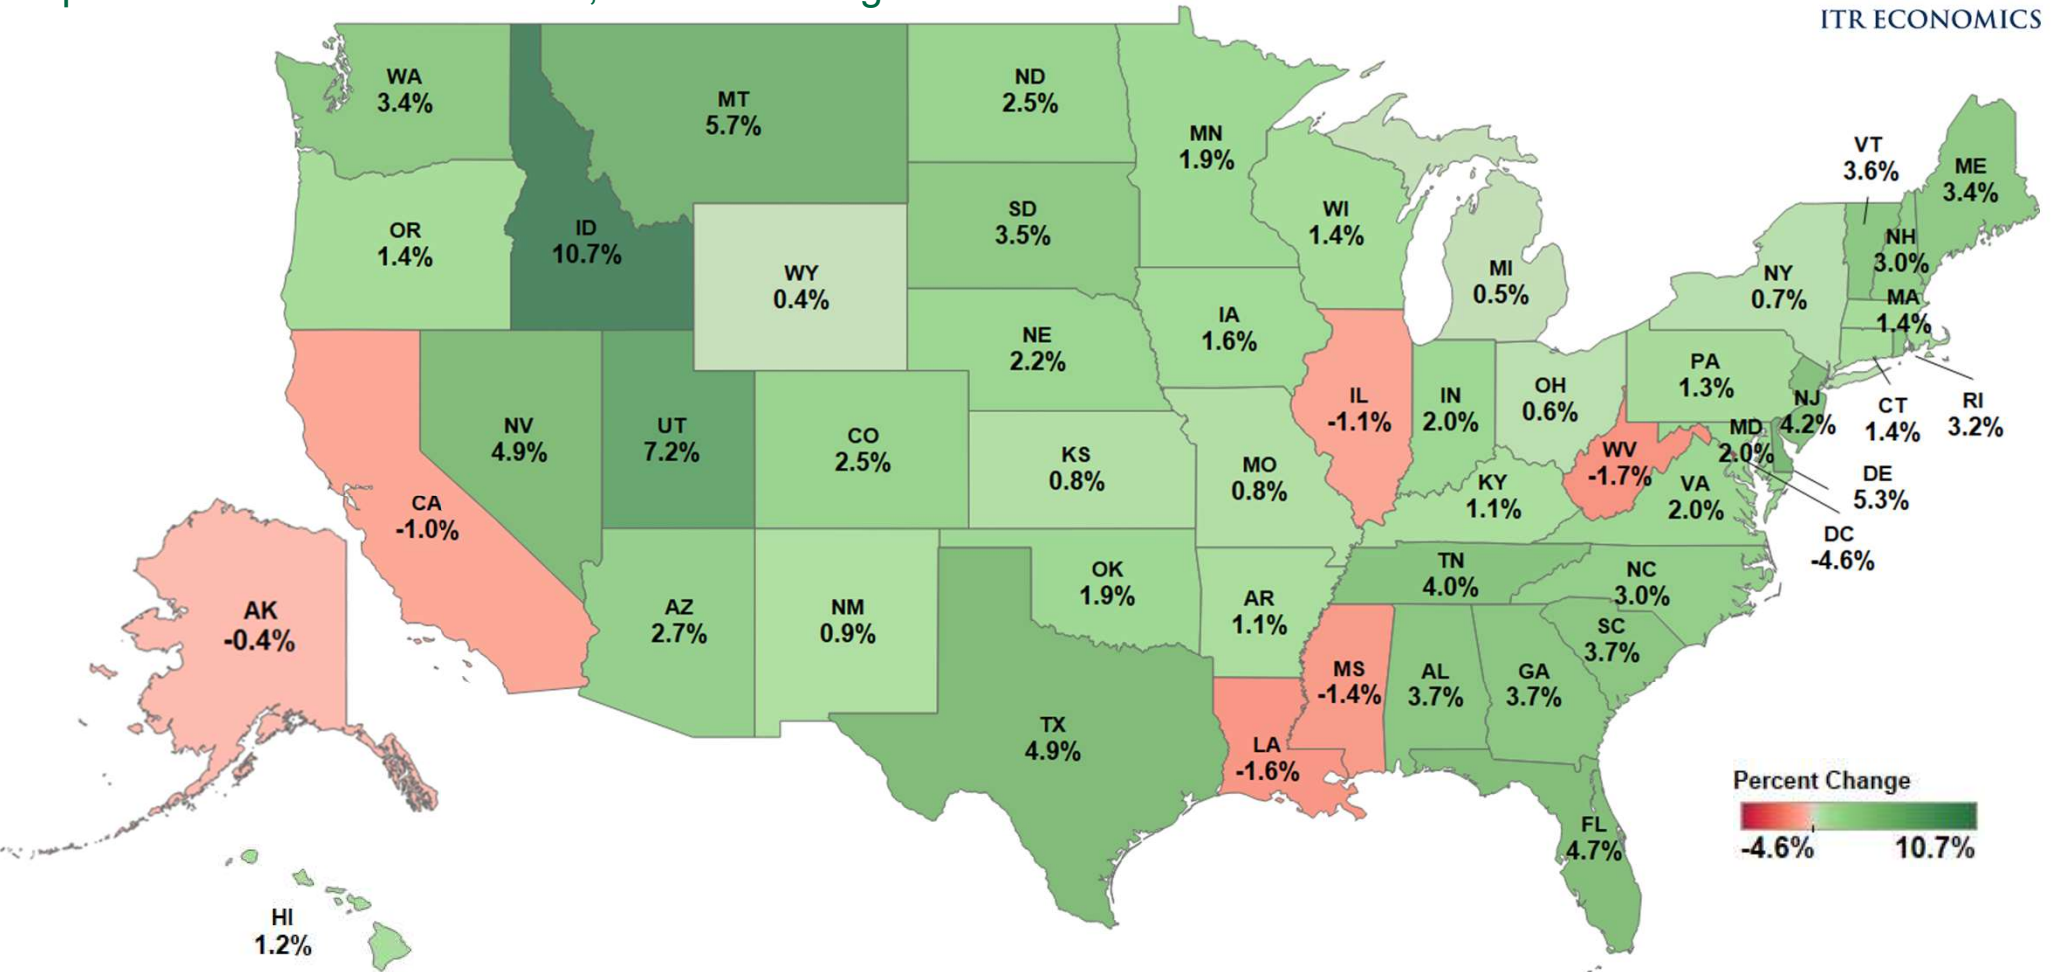 ITR ECONOMICS
WA
3.4%
MT
5.7%
ND
2.5%
MN
1.9%
VT
3.6%
ME
3.4%
OR
1.4%
ID
10.7%
WY
0.4%
SD
3.5%
WI
1.4%
MI
0.5%
NY
0.7%
NH
3.0%
MA
1.4%
NE
2.2%
IA
1.6%
PA
1.3%
NV
4.9%
UT
7.2%
CO
2.5%
KS
0.8%
MO
0.8%
IL
-1.1%
IN
2.0%
OH
0.6%
NJ
4.2%
CT
1.4%
RI
3.2%
MD
2.0%
WV
-1.7%
VA
2.0%
DE
5.3%
DC
-4.6%
KY
1.1%
CA
-1.0%
AK
-0.4%
AZ
2.7%
NM
0.9%
OK
1.9%
AR
1.1%
TN
4.0%
NC
3.0%
SC
3.7%
MS
-1.4%
AL
3.7%
GA
3.7%
TX
4.9%
LA
-1.6%
FL
4.7%
HI
1.2%
Percent Change
-4.6%
10.7%